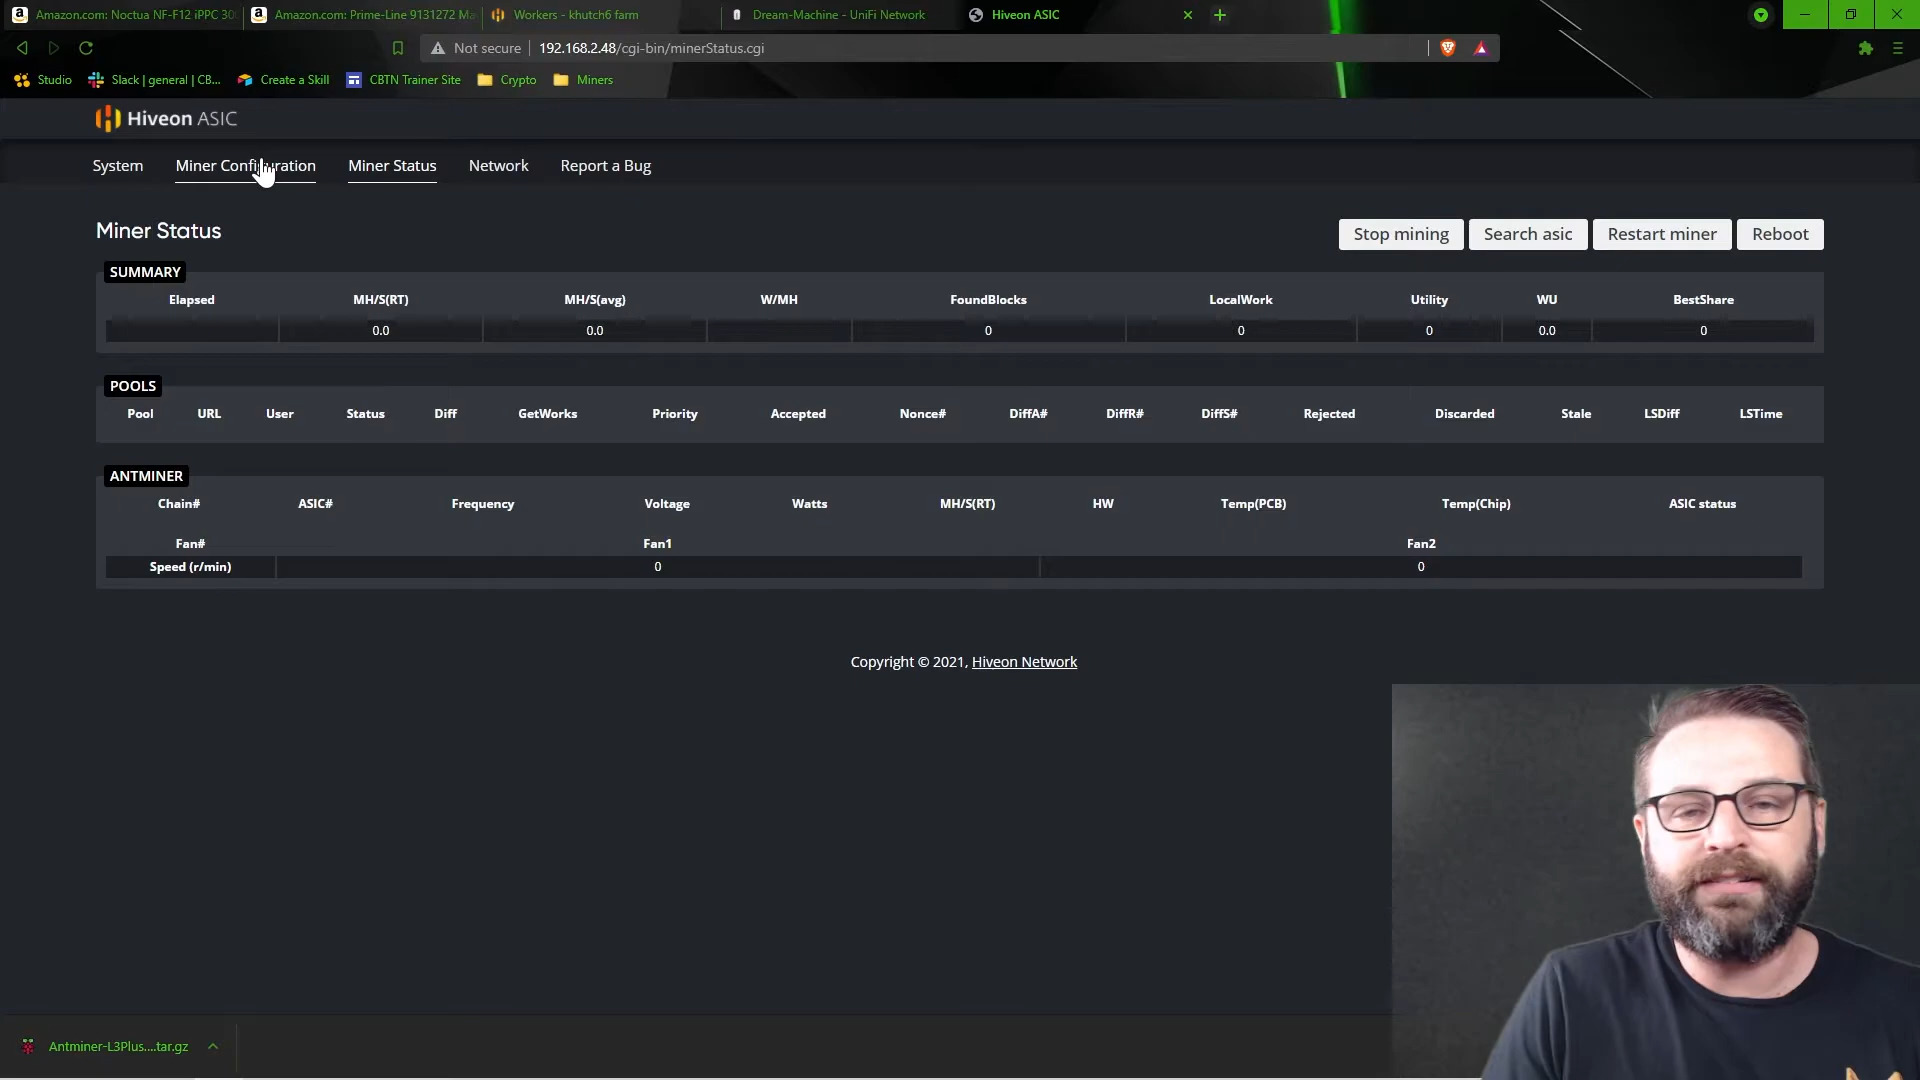 Amazon.com: Noctua NF-F12 iPPC 30
Amazon.com: Prime-Line 9131272 Ma
Workers - khutch6 farm
Dream-Machine - UniFi Network
Hiveon ASIC
Not secure
192.168.2.48/cgi-bin/minerStatus.cgi
Studio
Slack | general | CB...
Create a Skill
CBTN Trainer Site
Crypto
Miners
Hiveon ASIC
System
Miner Configuration
Miner Status
Network
Report a Bug
Miner Status
Stop mining
Search asic
Restart miner
Reboot
SUMMARY
Elapsed MH/S(RT) MH/S(avg) W/MH FoundBlocks LocalWork Utility WU BestShare
0.0 0.0 0 0 0 0.0 0
POOLS
Pool URL User Status Diff GetWorks Priority Accepted Nonce# DiffA# DiffR# DiffS# Rejected Discarded Stale LSDiff LSTime
ANTMINER
Chain# ASIC# Frequency Voltage Watts MH/S(RT) HW Temp(PCB) Temp(Chip) ASIC status
Fan# Fan1 Fan2
Speed (r/min) 0 0
Copyright © 2021, Hiveon Network
Antminer-L3Plus....tar.gz